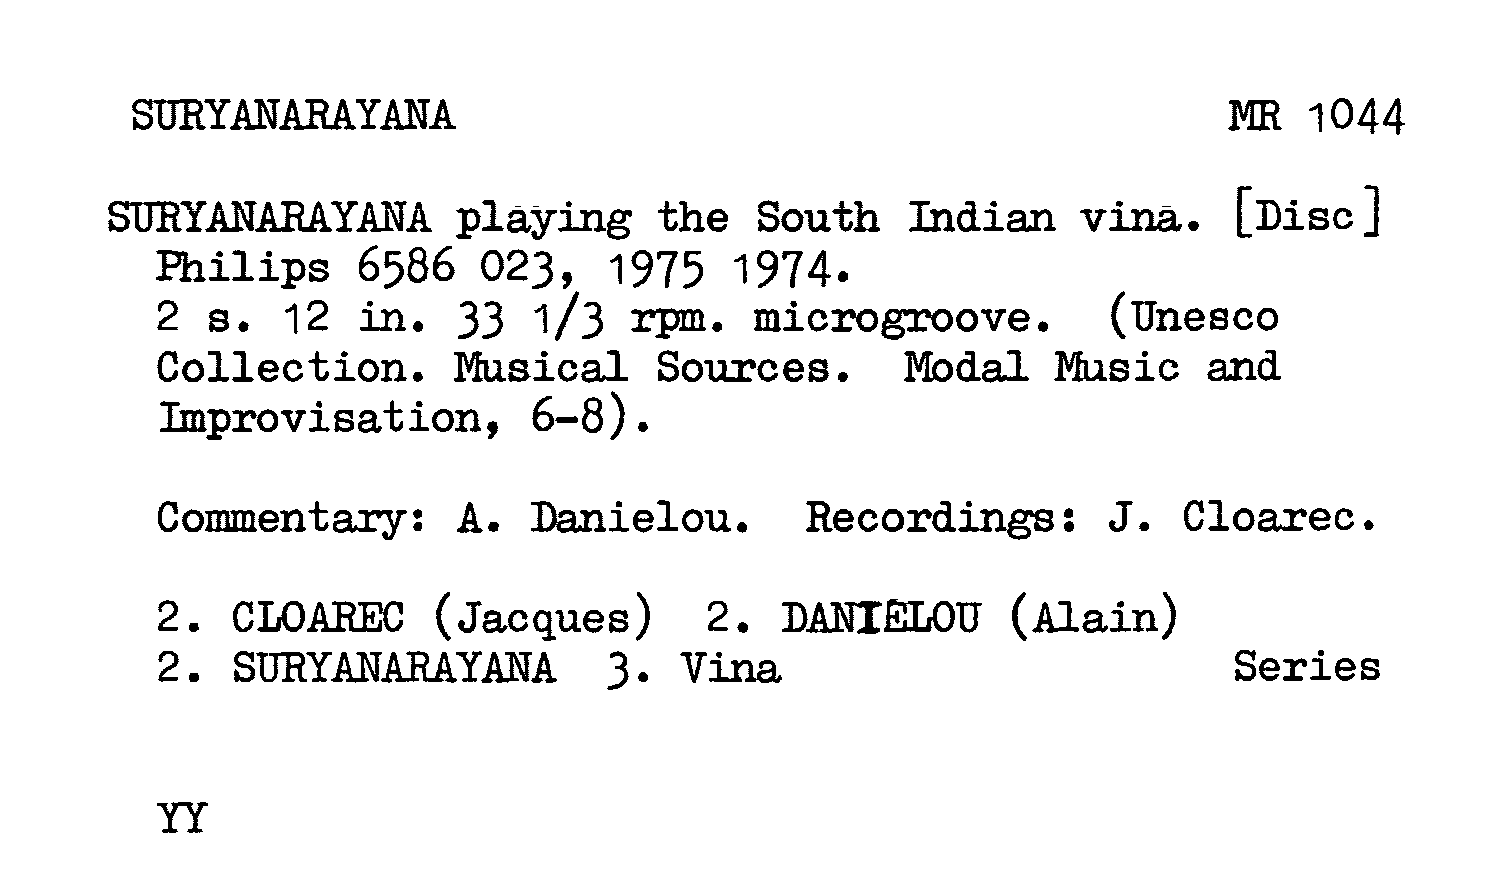 SURYANARAYANA MR 1044
SURYANARAYANA playing the South Indian vina. [Disc]
Philips 6586 023, 1975 1974.
2 s. 12 in. 33 1/3 rpm. microgroove. (Unesco
Collection. Musical Sources. Modal Music and
Improvisation, 6-8).
Commentary: A. Danielou. Recordings: J. Cloarec.
2. CLOAREC (Jacques) 2. DANIÉLOU (Alain)
2. SURYANARAYANA 3. Vina Series
YY